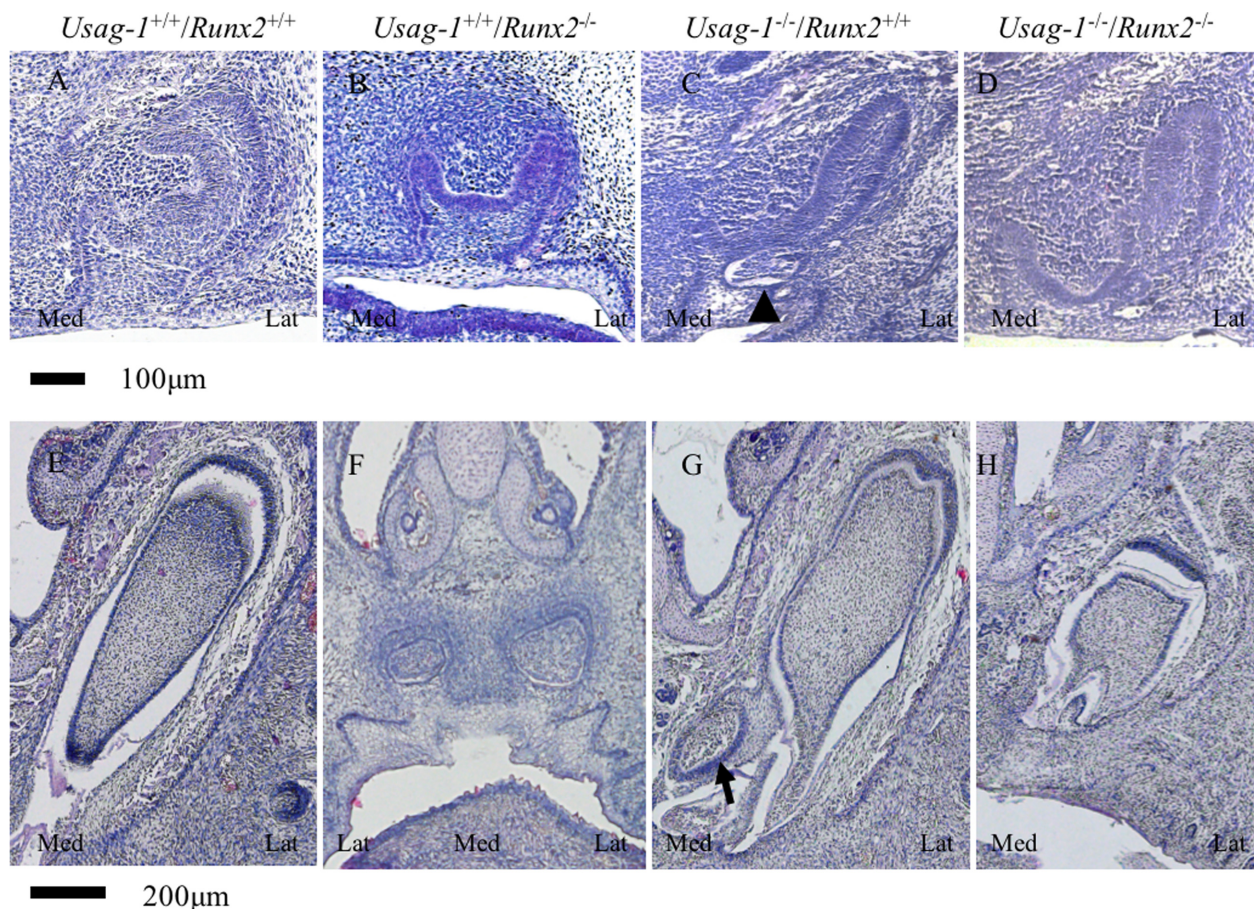 Usag-1+/+/Runx2+/+ Usag-1+/+/Runx2-/- Usag-1-/-/Runx2+/+ Usag-1-/-/Runx2-/-
A B C D
Med Lat Med Lat Med Lat Med Lat
100μm
E F G H
Med Lat Lat Med Lat Med Lat Med Lat
200μm